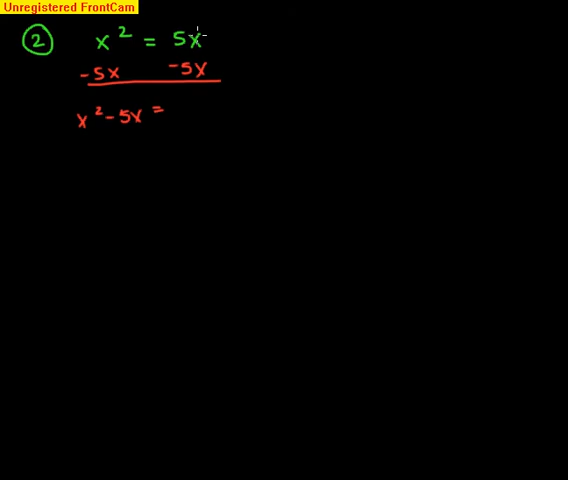 Unregistered FrontCam
2 x² = 5x
-5x -5x
x² - 5x =